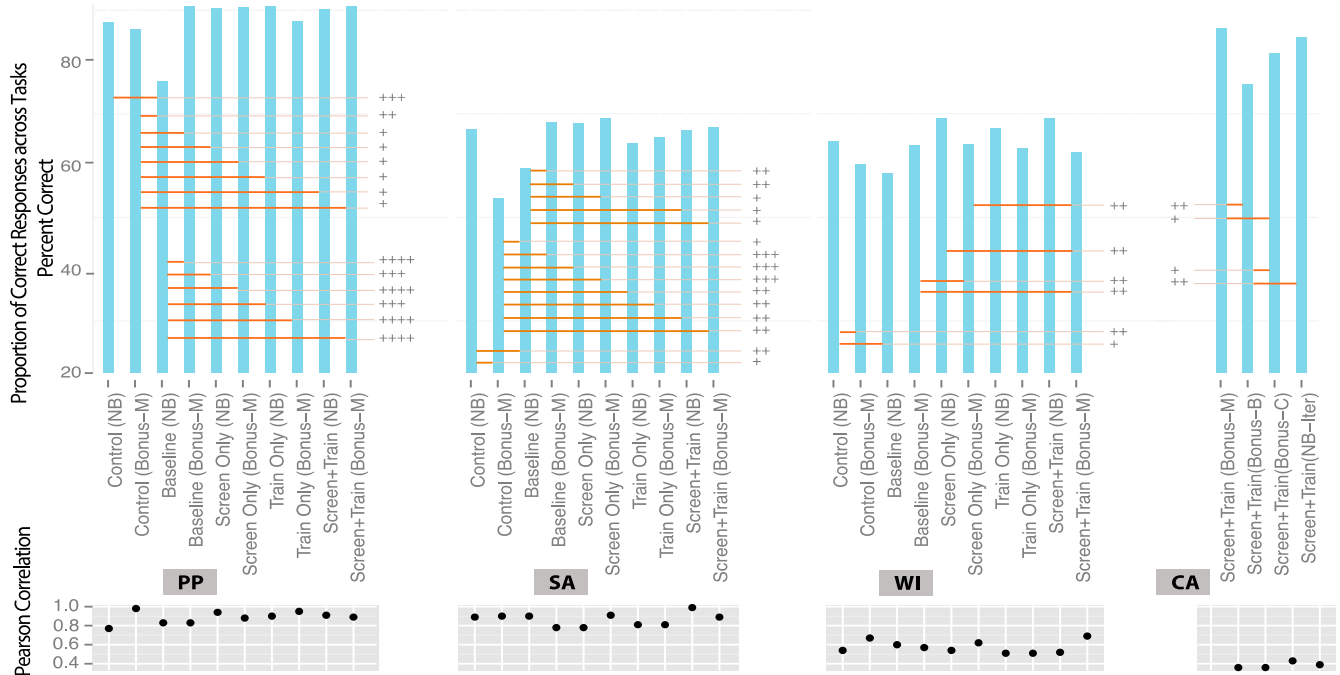 Proportion of Correct Responses across Tasks
Percent Correct
80
60
40
20
+++
++
+
+
+
+
+
+
++++
+++
++++
+++
++++
++++
++
++
+
+
+
+
+++
+++
+++
++
++
++
++
++
+
++
++
++
++
++
+
++
+
+
++
Control (NB)
Control (Bonus−M)
Baseline (NB)
Baseline (Bonus−M)
Screen Only (NB)
Screen Only (Bonus−M)
Train Only (NB)
Train Only (Bonus−M)
Screen+Train (NB)
Screen+Train (Bonus−M)
Control (NB)
Control (Bonus−M)
Baseline (NB)
Baseline (Bonus−M)
Screen Only (NB)
Screen Only (Bonus−M)
Train Only (NB)
Train Only (Bonus−M)
Screen+Train (NB)
Screen+Train (Bonus−M)
Control (NB)
Control (Bonus−M)
Baseline (NB)
Baseline (Bonus−M)
Screen Only (NB)
Screen Only (Bonus−M)
Train Only (NB)
Train Only (Bonus−M)
Screen+Train (NB)
Screen+Train (Bonus−M)
Screen+Train (Bonus−M)
Screen+Train(Bonus−B)
Screen+Train(Bonus−C)
Screen+Train(NB−Iter)
PP
SA
WI
CA
Pearson Correlation
1.0
0.8
0.6
0.4